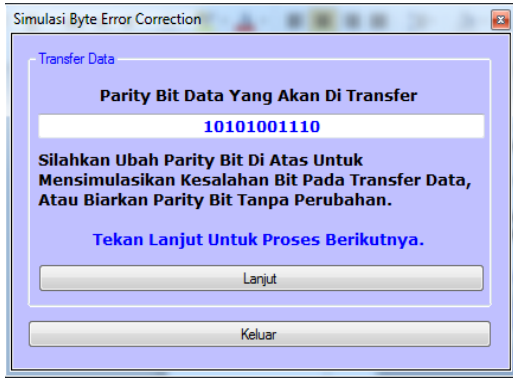 Simulasi Byte Error Correction
Transfer Data
Parity Bit Data Yang Akan Di Transfer
10101001110
Silahkan Ubah Parity Bit Di Atas Untuk
Mensimulasikan Kesalahan Bit Pada Transfer Data,
Atau Biarkan Parity Bit Tanpa Perubahan.
Tekan Lanjut Untuk Proses Berikutnya.
Lanjut
Keluar